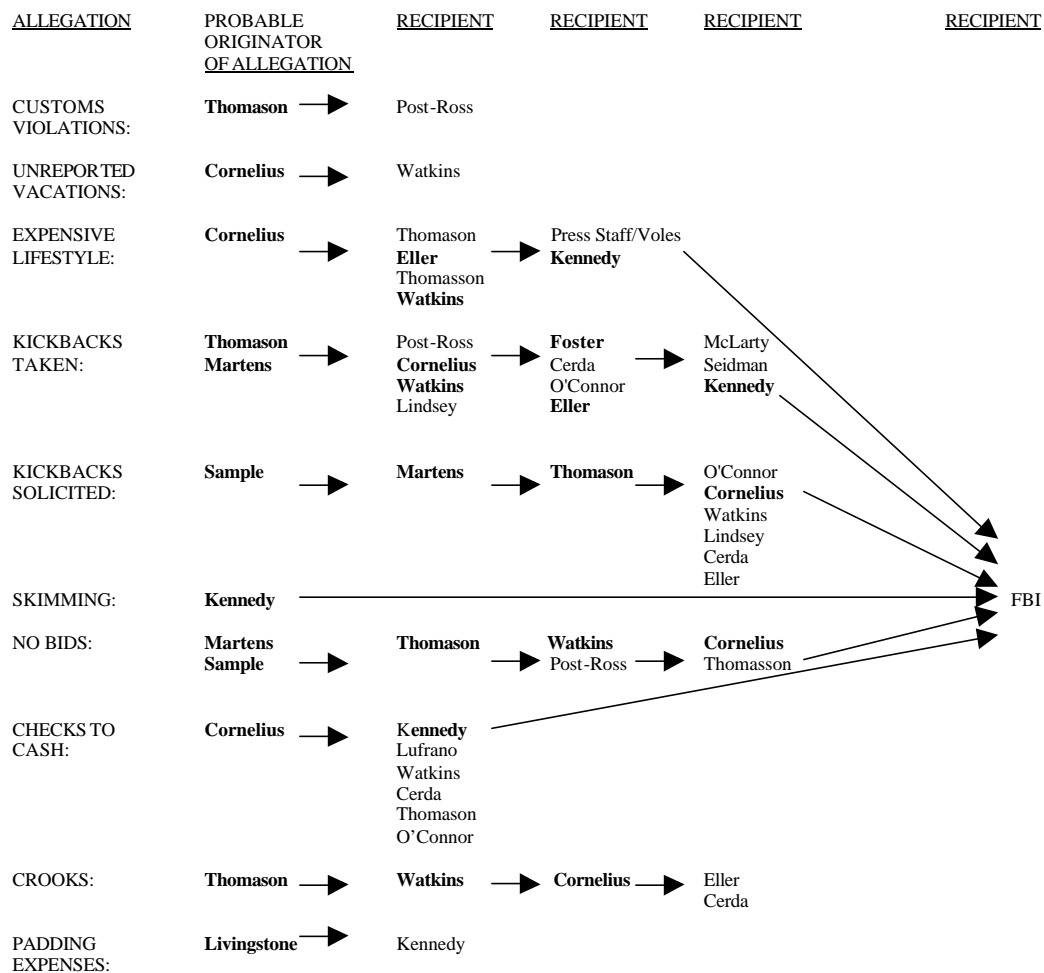 ALLEGATION PROBABLE ORIGINATOR OF ALLEGATION RECIPIENT RECIPIENT RECIPIENT RECIPIENT
CUSTOMS VIOLATIONS: Thomason Post-Ross
UNREPORTED VACATIONS: Cornelius Watkins
EXPENSIVE Cornelius Thomason Press Staff/Voles
LIFESTYLE: Eller Kennedy
Thomasson
Watkins
KICKBACKS Thomason Post-Ross Foster McLarty
TAKEN: Martens Cornelius Cerda Seidman
Watkins O'Connor Kennedy
Lindsey Eller
KICKBACKS Sample Martens Thomason O'Connor
SOLICITED: Cornelius
Watkins
Lindsey
Cerda
Eller
SKIMMING: Kennedy FBI
NO BIDS: Martens Thomason Watkins Cornelius
Sample Post-Ross Thomasson
CHECKS TO Cornelius Kennedy
CASH: Lufrano
Watkins
Cerda
Thomason
O’Connor
CROOKS: Thomason Watkins Cornelius Eller
Cerda
PADDING Livingstone Kennedy
EXPENSES: